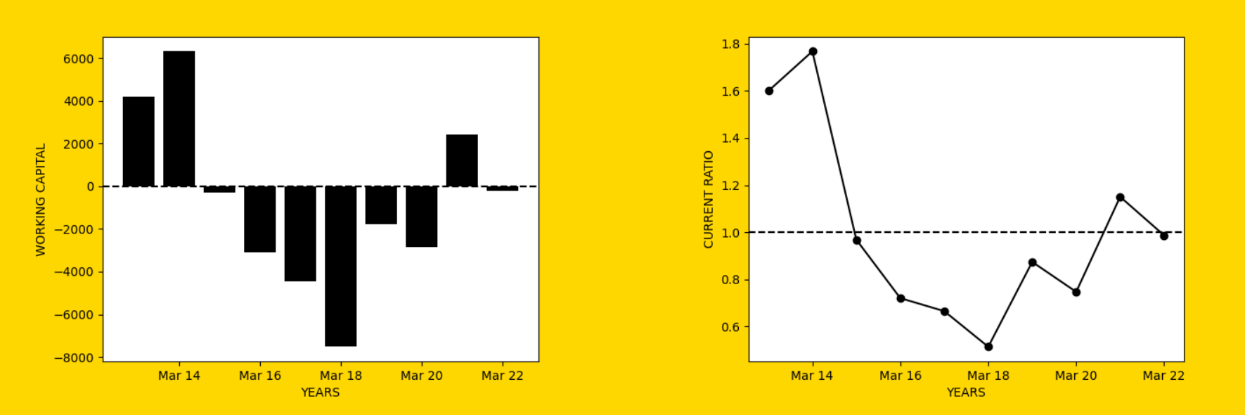 WORKING CAPITAL
6000
4000
2000
0
−2000
−4000
−6000
−8000
Mar 14 Mar 16 Mar 18 Mar 20 Mar 22
YEARS
CURRENT RATIO
1.8
1.6
1.4
1.2
1.0
0.8
0.6
Mar 14 Mar 16 Mar 18 Mar 20 Mar 22
YEARS